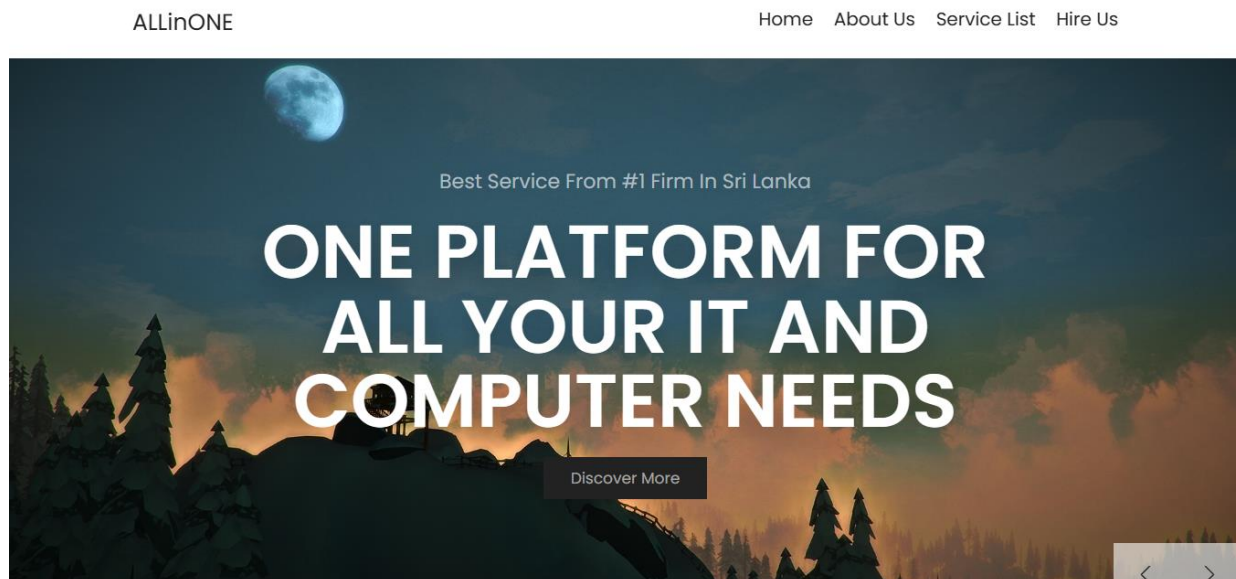 ALLinONE
Home About Us Service List Hire Us
Best Service From #1 Firm In Sri Lanka
ONE PLATFORM FOR
ALL YOUR IT AND
COMPUTER NEEDS
Discover More